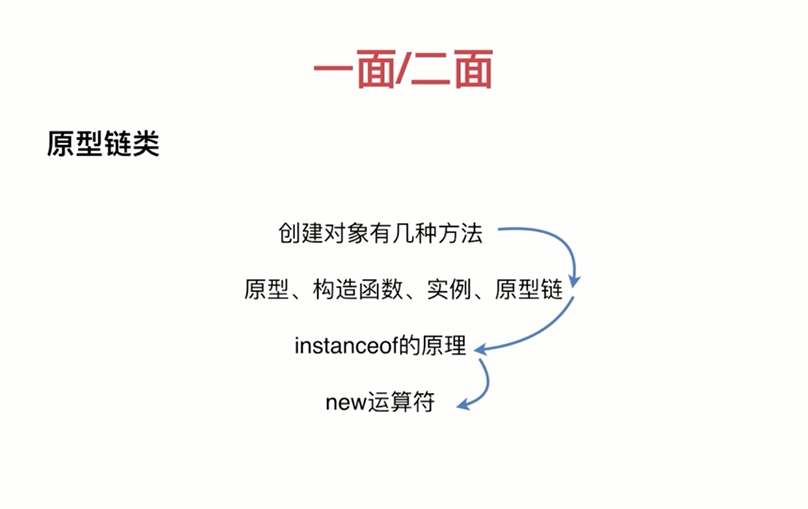 一面/二面
原型链类
创建对象有几种方法
原型、构造函数、实例、原型链
instanceof的原理
new运算符